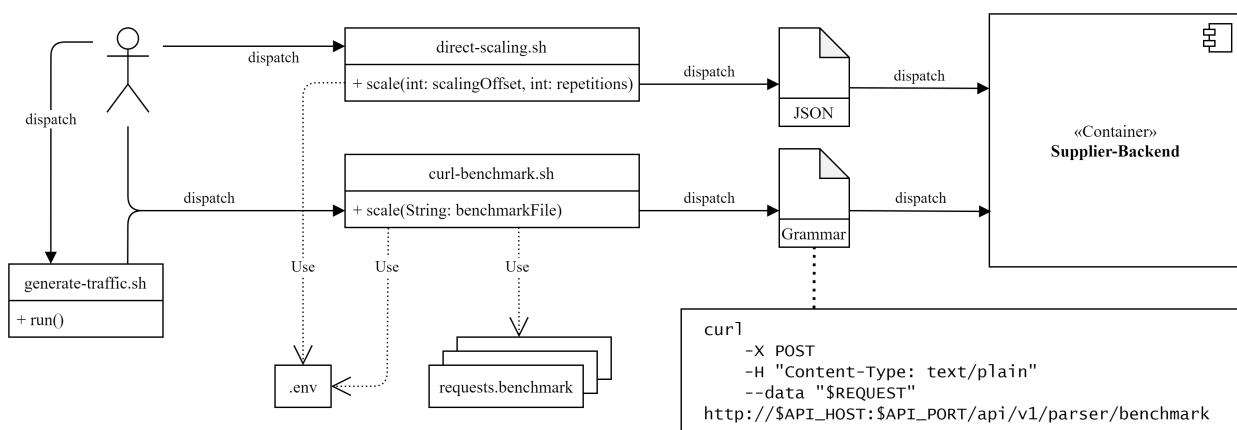 dispatch
direct-scaling.sh
+ scale(int: scalingOffset, int: repetitions)
dispatch
JSON
dispatch
«Container»
Supplier-Backend
dispatch
dispatch
curl-benchmark.sh
+ scale(String: benchmarkFile)
dispatch
Grammar
dispatch
generate-traffic.sh
+ run()
Use
Use
Use
.env
requests.benchmark
curl
-X POST
-H "Content-Type: text/plain"
--data "$REQUEST"
http://$API_HOST:$API_PORT/api/v1/parser/benchmark